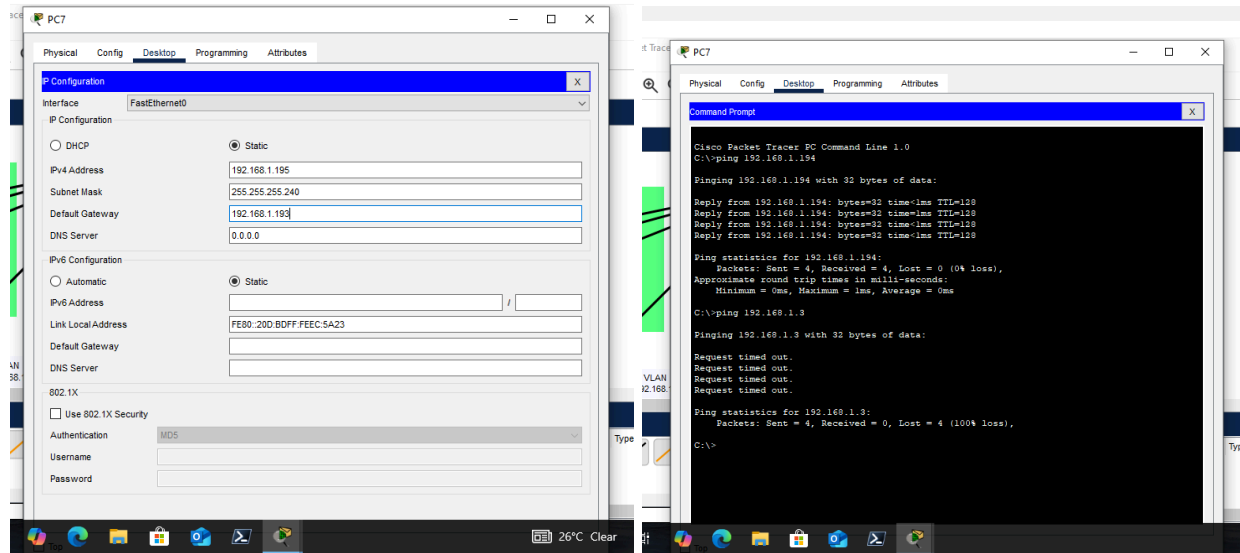 PC7
Physical Config Desktop Programming Attributes
IP Configuration X
Interface FastEthernet0
IP Configuration
DHCP Static
IPv4 Address 192.168.1.195
Subnet Mask 255.255.255.240
Default Gateway 192.168.1.193
DNS Server 0.0.0.0
IPv6 Configuration
Automatic Static
IPv6 Address /
Link Local Address FE80::20D:BDFF:FEEC:5A23
Default Gateway
DNS Server
802.1X
Use 802.1X Security
Authentication MD5
Username
Password
Top
Type
26°C Clear
et Trace
PC7
Physical Config Desktop Programming Attributes
Command Prompt X
Cisco Packet Tracer PC Command Line 1.0
C:\>ping 192.168.1.194
Pinging 192.168.1.194 with 32 bytes of data:
Reply from 192.168.1.194: bytes=32 time<1ms TTL=128
Reply from 192.168.1.194: bytes=32 time<1ms TTL=128
Reply from 192.168.1.194: bytes=32 time<1ms TTL=128
Reply from 192.168.1.194: bytes=32 time<1ms TTL=128
Ping statistics for 192.168.1.194:
Packets: Sent = 4, Received = 4, Lost = 0 (0% loss),
Approximate round trip times in milli-seconds:
Minimum = 0ms, Maximum = 1ms, Average = 0ms
C:\>ping 192.168.1.3
Pinging 192.168.1.3 with 32 bytes of data:
Request timed out.
Request timed out.
Request timed out.
Request timed out.
Ping statistics for 192.168.1.3:
Packets: Sent = 4, Received = 0, Lost = 4 (100% loss),
C:\>
VLAN